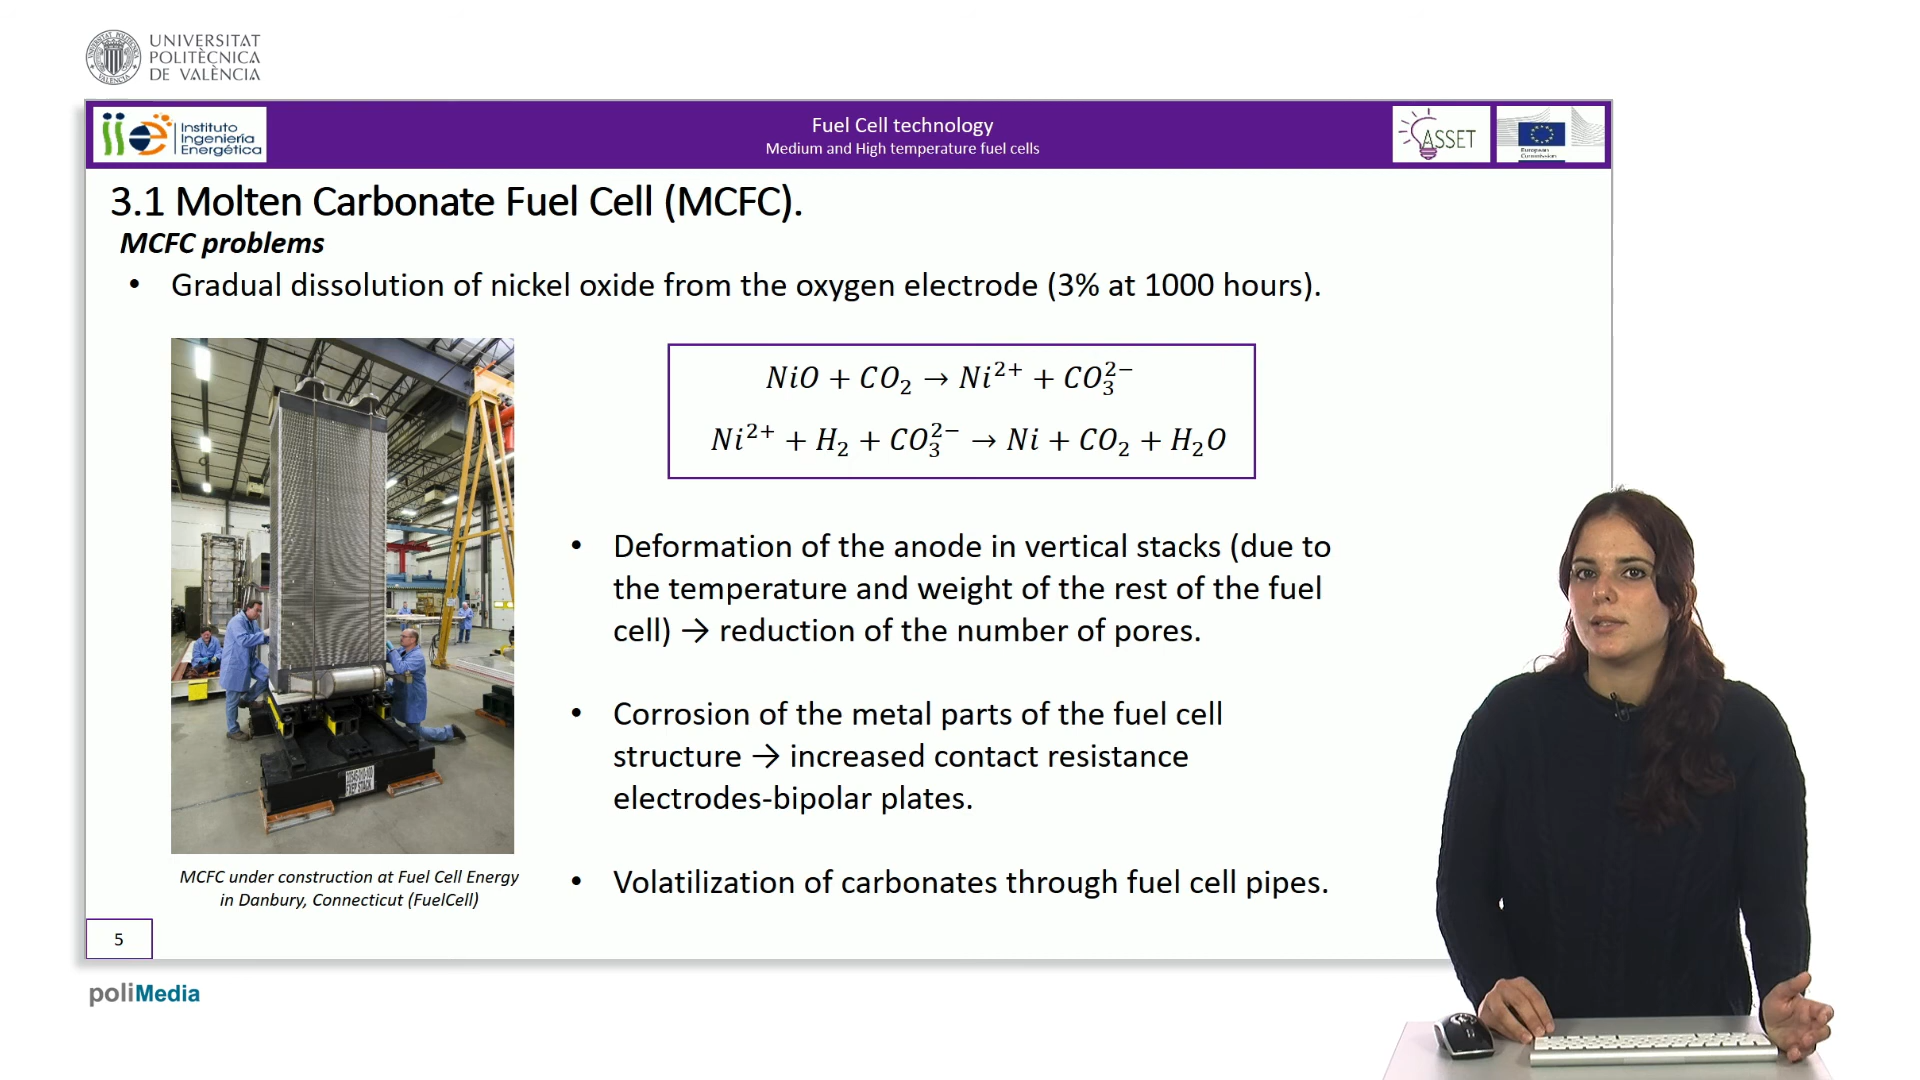 UNIVERSITAT
POLITÈCNICA
DE VALÈNCIA
iie Instituto
Ingeniería
Energética
Fuel Cell technology
Medium and High temperature fuel cells
ASSET
European
Commission
3.1 Molten Carbonate Fuel Cell (MCFC).
MCFC problems
• Gradual dissolution of nickel oxide from the oxygen electrode (3% at 1000 hours).
NiO + CO₂ → Ni²⁺ + CO₃²⁻
Ni²⁺ + H₂ + CO₃²⁻ → Ni + CO₂ + H₂O
• Deformation of the anode in vertical stacks (due to
the temperature and weight of the rest of the fuel
cell) → reduction of the number of pores.
• Corrosion of the metal parts of the fuel cell
structure → increased contact resistance
electrodes-bipolar plates.
• Volatilization of carbonates through fuel cell pipes.
MCFC under construction at Fuel Cell Energy
in Danbury, Connecticut (FuelCell)
5
poliMedia